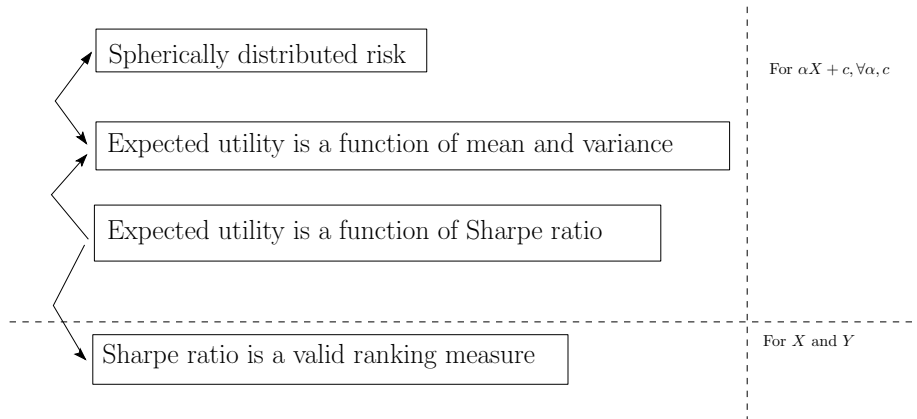 Spherically distributed risk
For αX + c, ∀α, c
Expected utility is a function of mean and variance
Expected utility is a function of Sharpe ratio
For X and Y
Sharpe ratio is a valid ranking measure